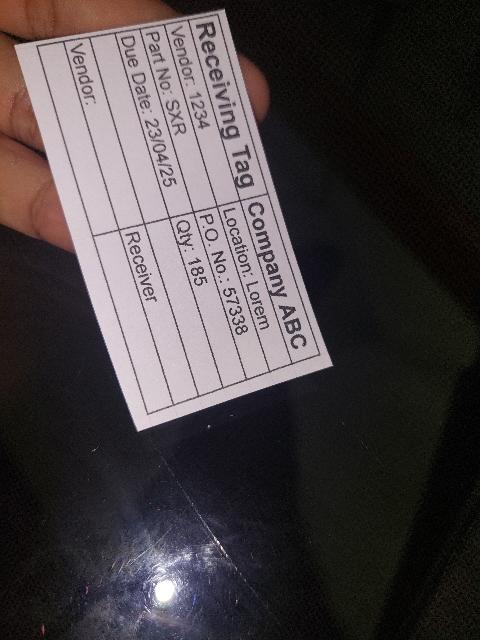 Receiving Tag Company ABC
Vendor: 1234 Location: Lorem
Part No: SXR P.O. No.: 57338
Due Date: 23/04/25 Qty: 185
Vendor: Receiver